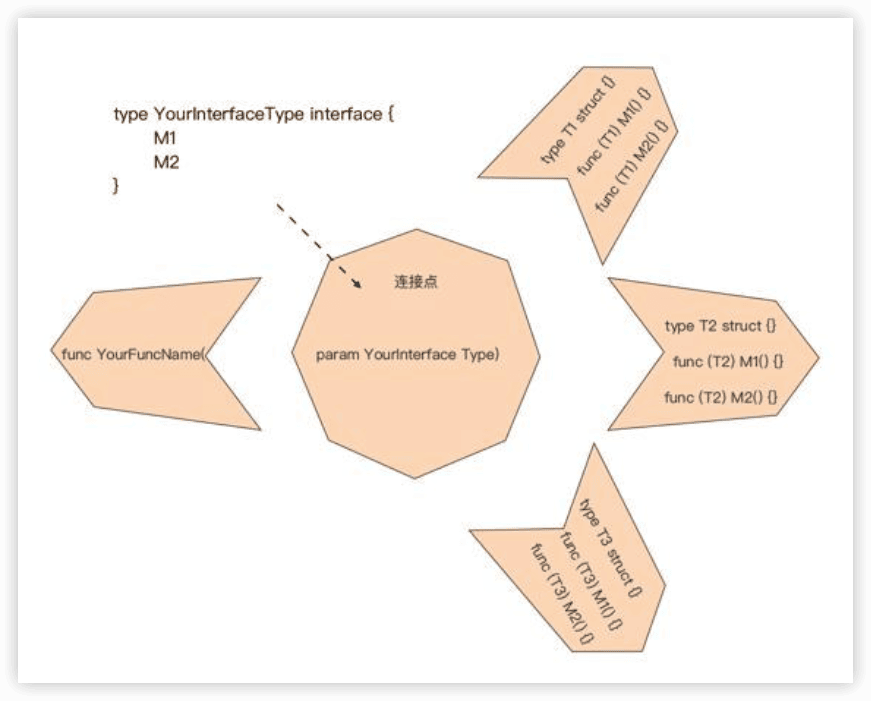 type YourInterfaceType interface {
M1
M2
}
func YourFuncName(
连接点
param YourInterface Type)
type T1 struct {}
func (T1) M1() {}
func (T1) M2() {}
type T2 struct {}
func (T2) M1() {}
func (T2) M2() {}
type T3 struct {}
func (T3) M1() {}
func (T3) M2() {}